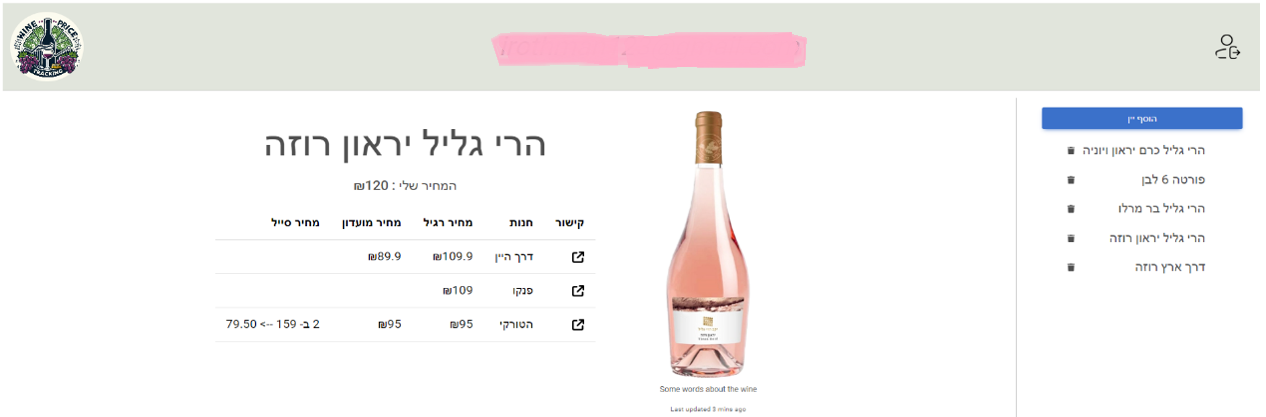 WINE PRICE
TRACKING
הוסף יין
הרי גליל כרם יראון ויוניה
פורטה 6 לבן
הרי גליל בר מרלו
הרי גליל יראון רוזה
דרך ארץ רוזה
הרי גליל יראון רוזה
המחיר שלי : 120₪
קישור חנות מחיר רגיל מחיר מועדון מחיר סייל
דרך היין 109.9₪ 89.9₪
פנקו 109₪
הטורקי 95₪ 95₪ 2 ב- 159 --> 79.50
Some words about the wine
Last updated 3 mins ago